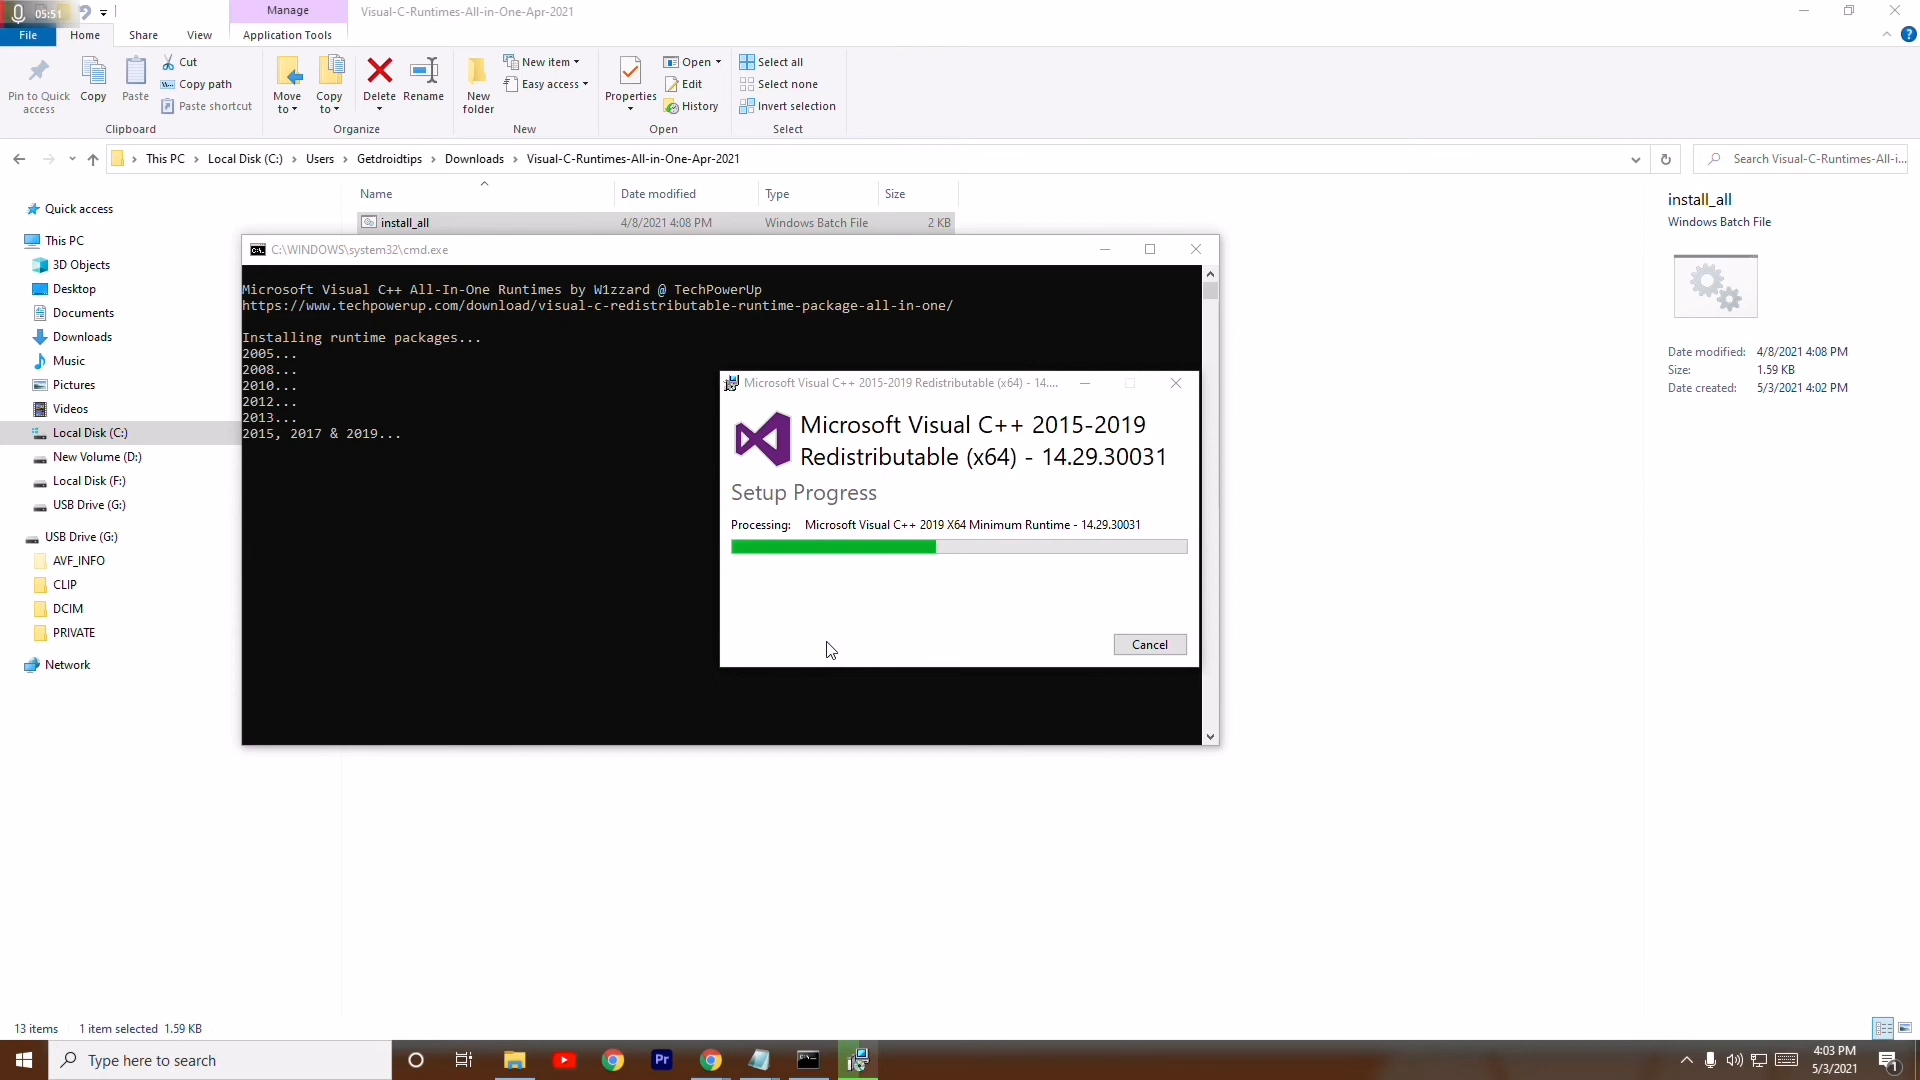 05:51
Manage
Visual-C-Runtimes-All-in-One-Apr-2021
File
Home
Share
View
Application Tools
Pin to Quick access
Copy
Paste
Cut
Copy path
Paste shortcut
Clipboard
Move to
Copy to
Delete
Rename
Organize
New folder
New item
Easy access
New
Properties
Open
Edit
History
Open
Select all
Select none
Invert selection
Select
This PC > Local Disk (C:) > Users > Getdroidtips > Downloads > Visual-C-Runtimes-All-in-One-Apr-2021
Search Visual-C-Runtimes-All-i...
Name
Date modified
Type
Size
install_all
4/8/2021 4:08 PM
Windows Batch File
2 KB
Quick access
This PC
3D Objects
Desktop
Documents
Downloads
Music
Pictures
Videos
Local Disk (C:)
New Volume (D:)
Local Disk (F:)
USB Drive (G:)
USB Drive (G:)
AVF_INFO
CLIP
DCIM
PRIVATE
Network
C:\WINDOWS\system32\cmd.exe
Microsoft Visual C++ All-In-One Runtimes by W1zzard @ TechPowerUp
https://www.techpowerup.com/download/visual-c-redistributable-runtime-package-all-in-one/
Installing runtime packages...
2005...
2008...
2010...
2012...
2013...
2015, 2017 & 2019...
Microsoft Visual C++ 2015-2019 Redistributable (x64) - 14....
Microsoft Visual C++ 2015-2019
Redistributable (x64) - 14.29.30031
Setup Progress
Processing: Microsoft Visual C++ 2019 X64 Minimum Runtime - 14.29.30031
Cancel
install_all
Windows Batch File
Date modified: 4/8/2021 4:08 PM
Size: 1.59 KB
Date created: 5/3/2021 4:02 PM
13 items
1 item selected 1.59 KB
Type here to search
Pr
4:03 PM
5/3/2021
1